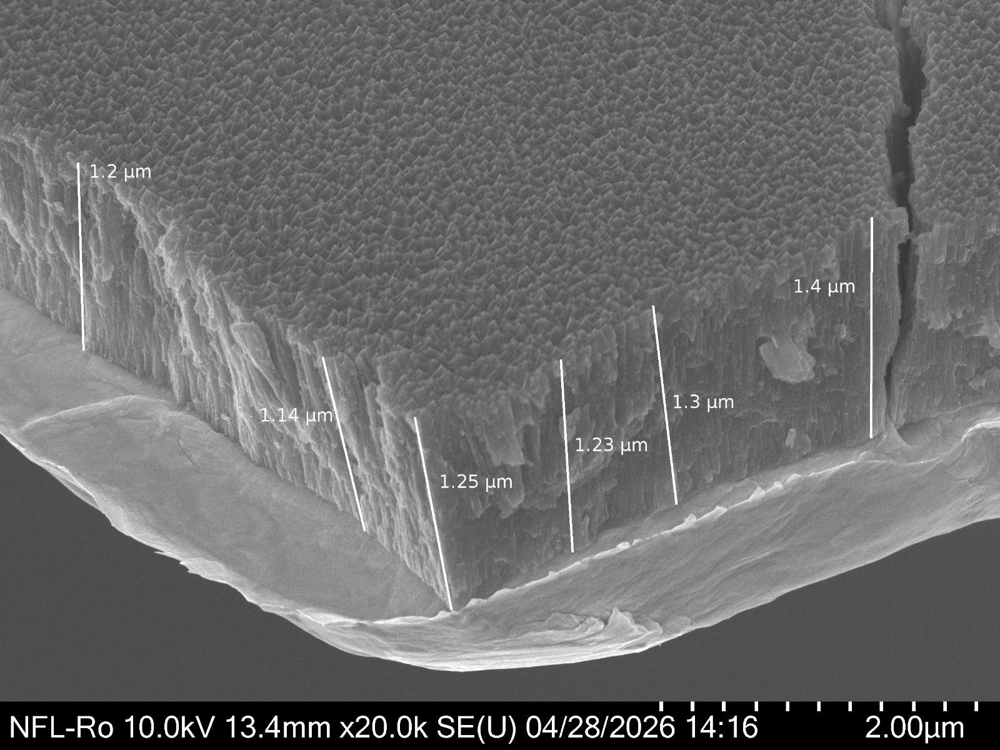 1.2 µm
1.4 µm
1.3 µm
1.14 µm
1.23 µm
1.25 µm
NFL-Ro 10.0kV 13.4mm x20.0k SE(U) 04/28/2026 14:16 2.00µm